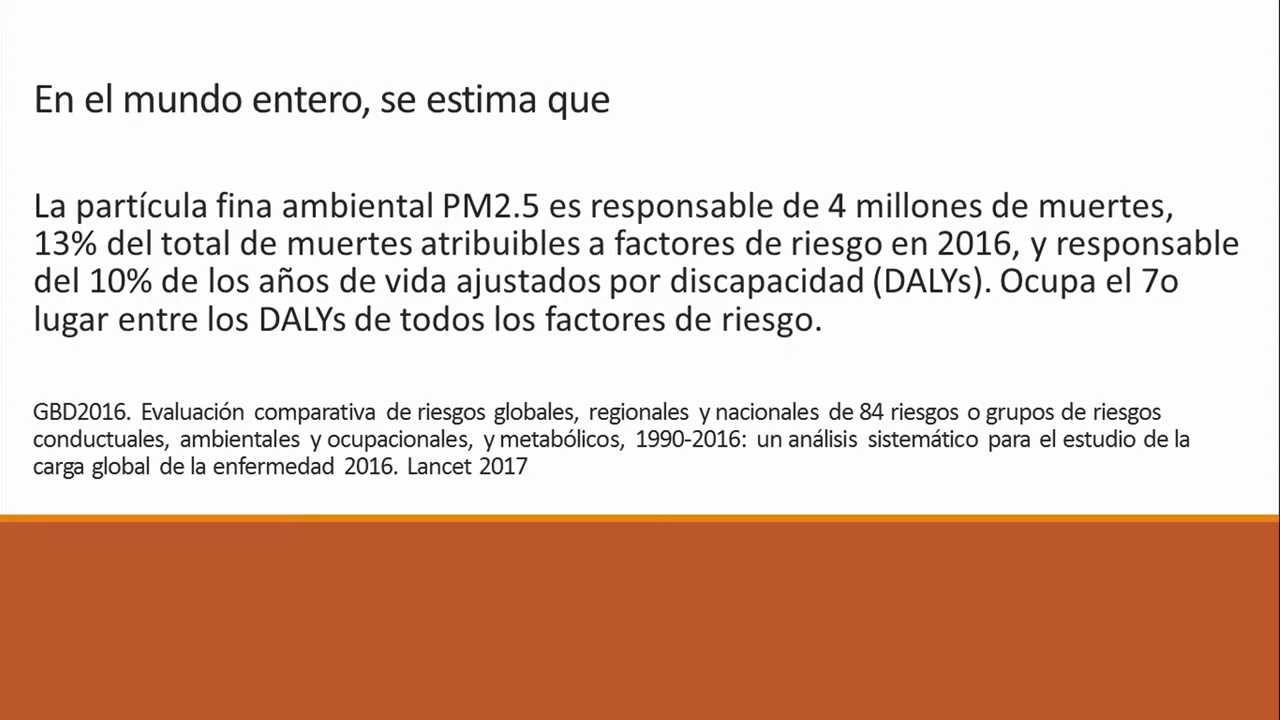 En el mundo entero, se estima que
La partícula fina ambiental PM2.5 es responsable de 4 millones de muertes,
13% del total de muertes atribuibles a factores de riesgo en 2016, y responsable
del 10% de los años de vida ajustados por discapacidad (DALYs). Ocupa el 7o
lugar entre los DALYs de todos los factores de riesgo.
GBD2016. Evaluación comparativa de riesgos globales, regionales y nacionales de 84 riesgos o grupos de riesgos
conductuales, ambientales y ocupacionales, y metabólicos, 1990-2016: un análisis sistemático para el estudio de la
carga global de la enfermedad 2016. Lancet 2017